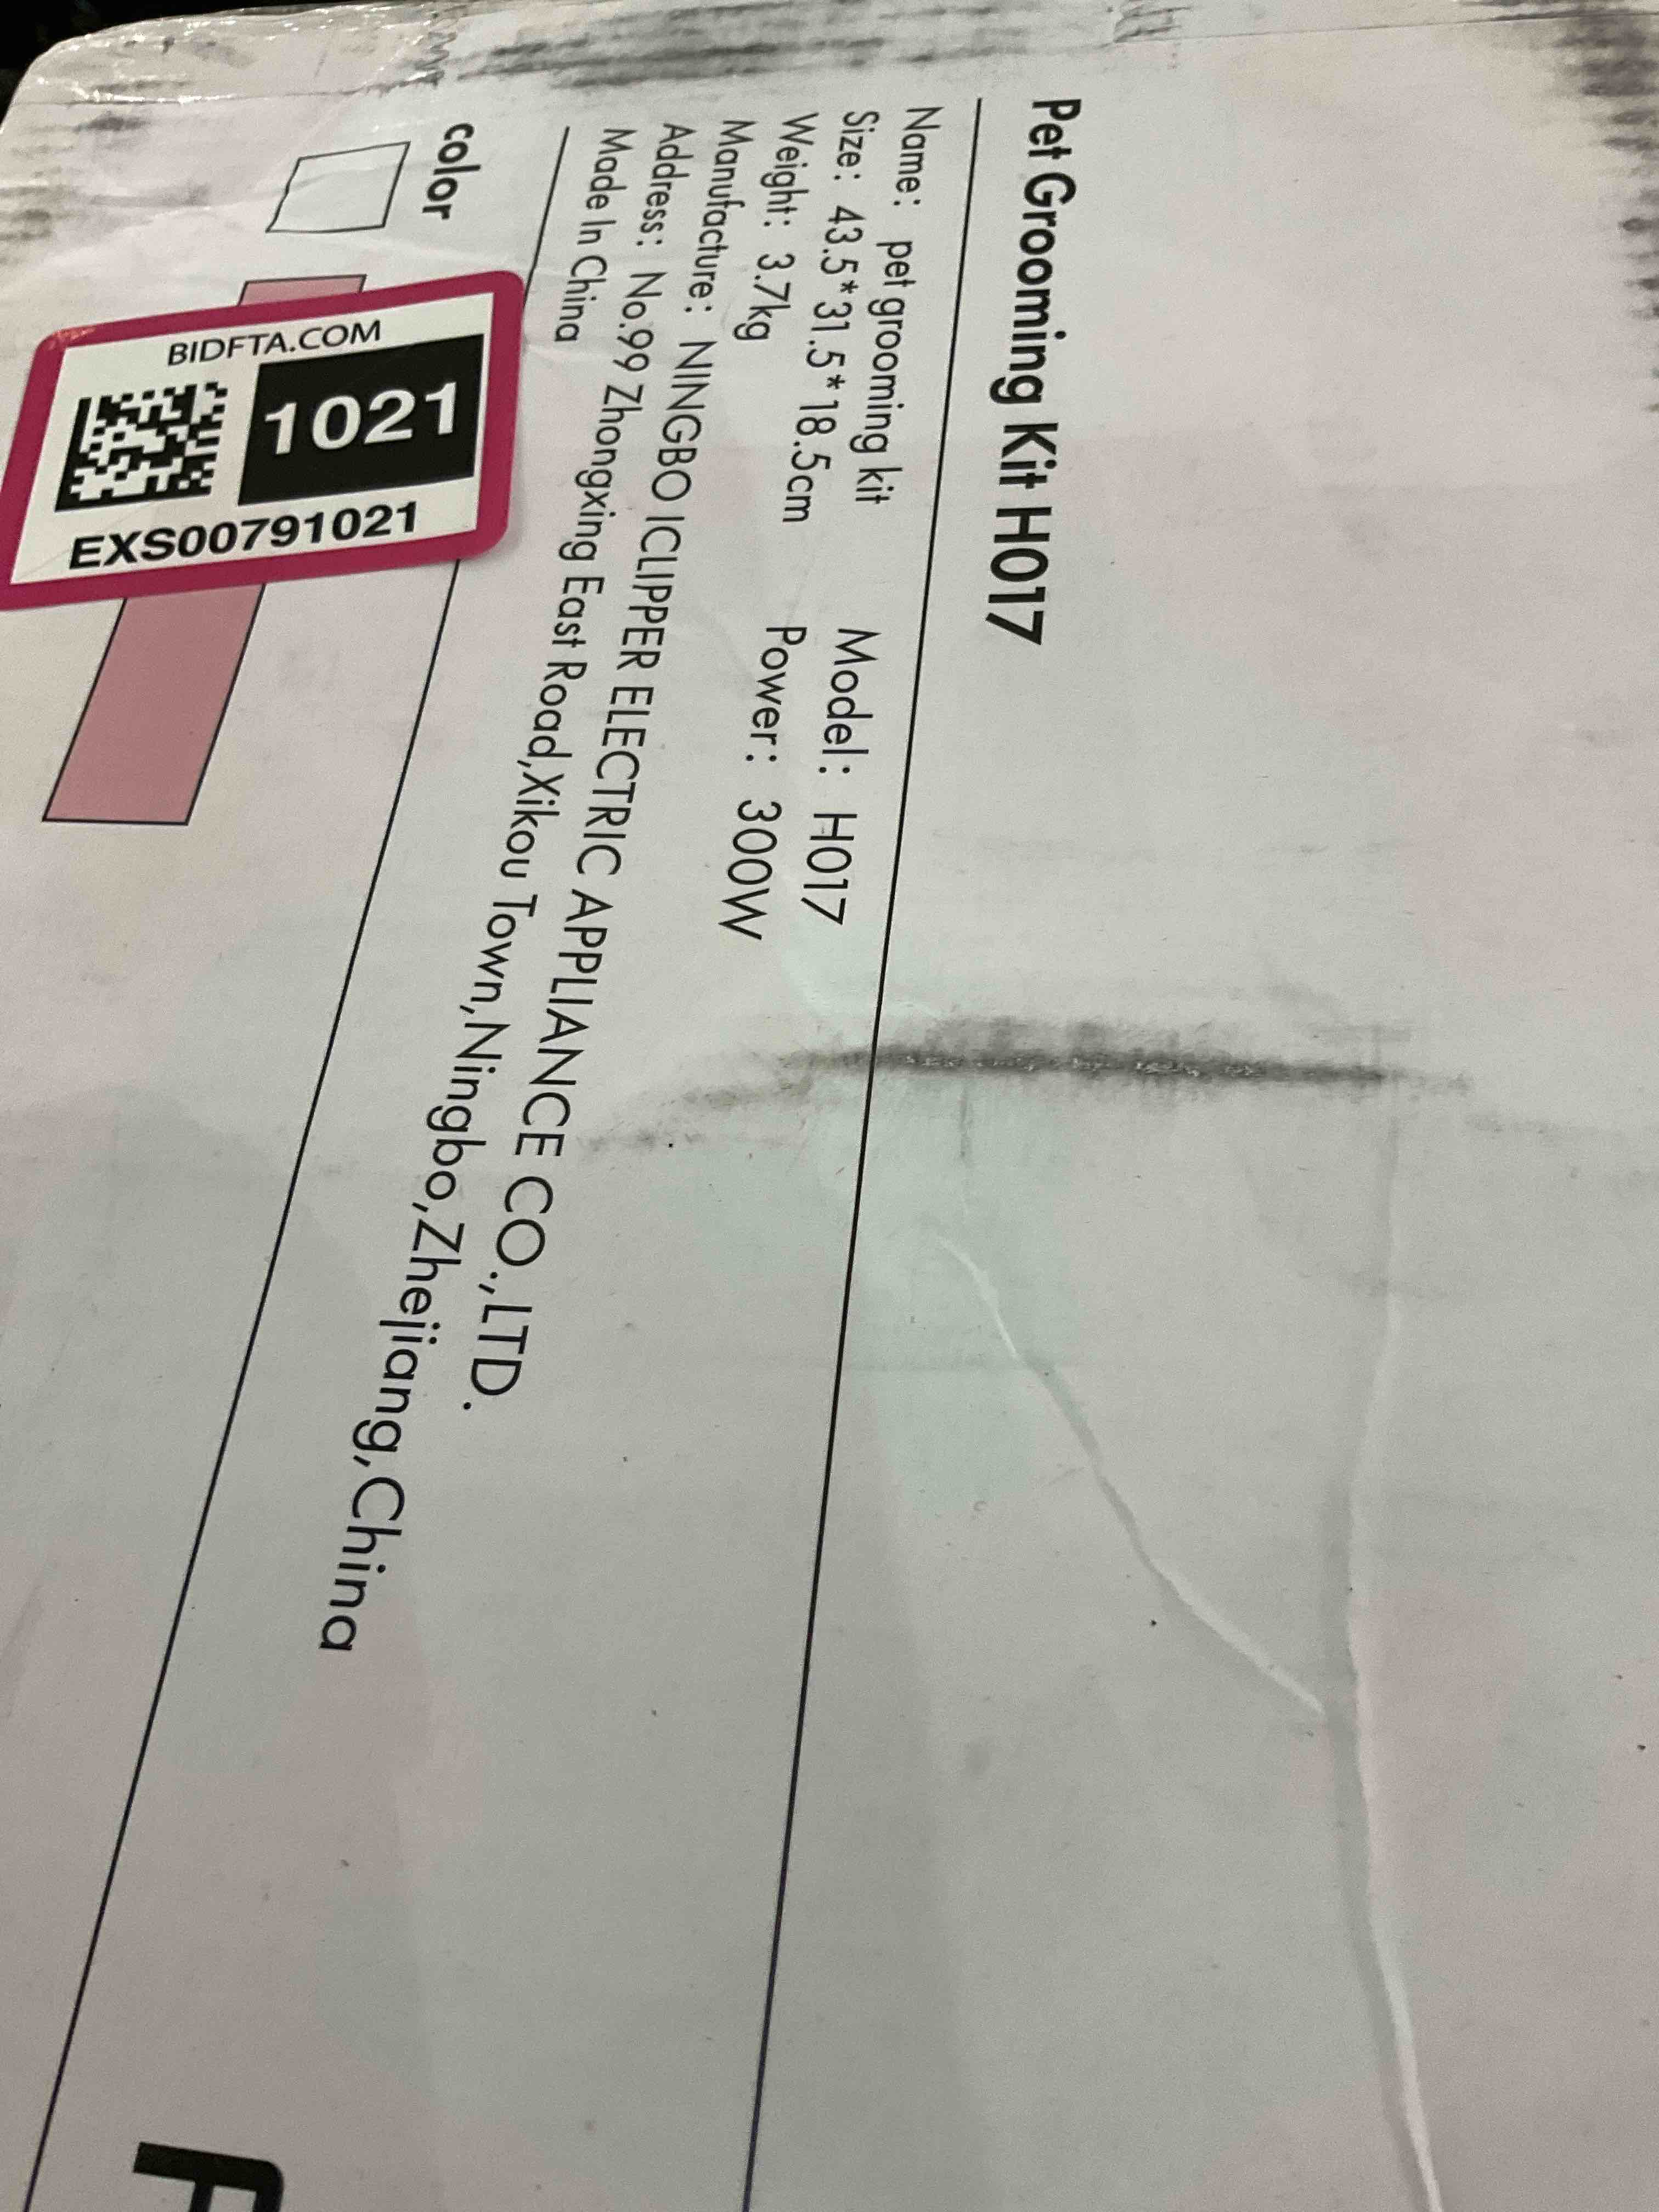 Pet Grooming Kit H017
Name: pet grooming kit
Size: 43.5*31.5*18.5cm Model: H017
Weight: 3.7kg Power: 300W
Manufacture: NINGBO ICLIPPER ELECTRIC APPLIANCE CO.,LTD.
Address: No.99 Zhongxing East Road,Xikou Town,Ningbo,Zhejiang,China
Made In China
color
BIDFTA.COM
1021
EXS00791021